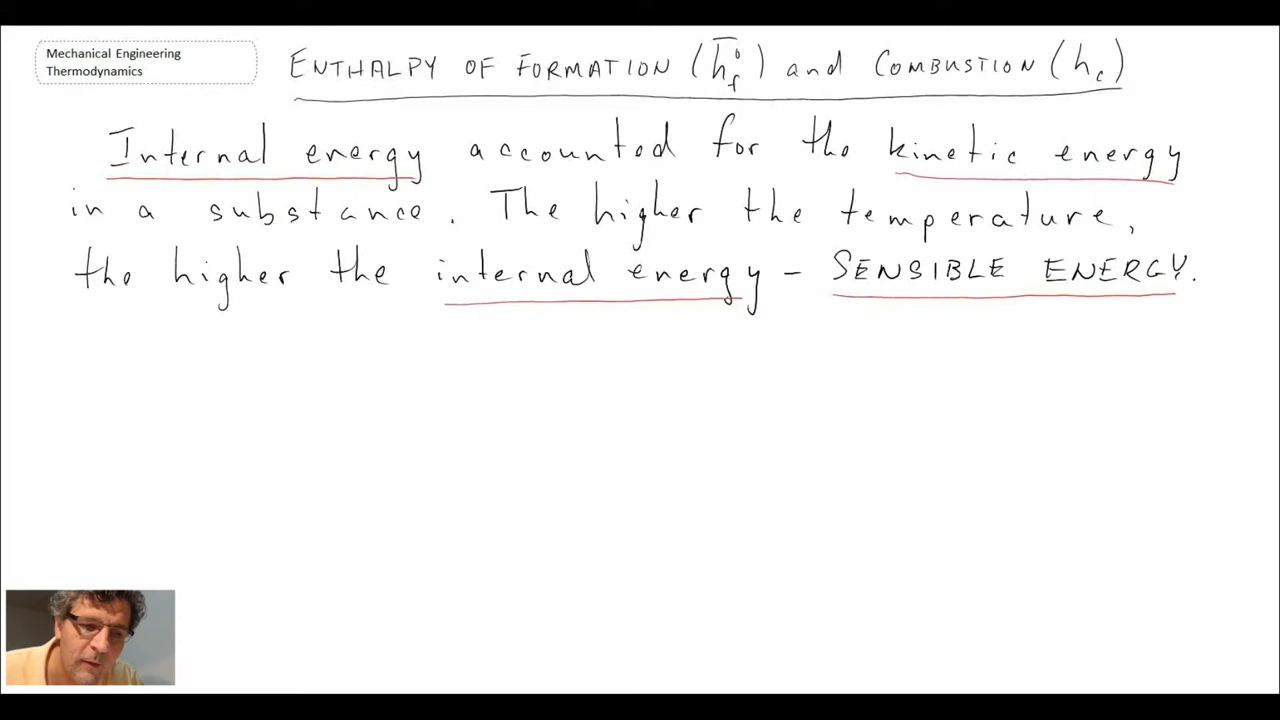 Mechanical Engineering
Thermodynamics
ENTHALPY OF FORMATION (h̄°f) and COMBUSTION (hc)
Internal energy accounted for the kinetic energy
in a substance. The higher the temperature,
the higher the internal energy – SENSIBLE ENERGY.